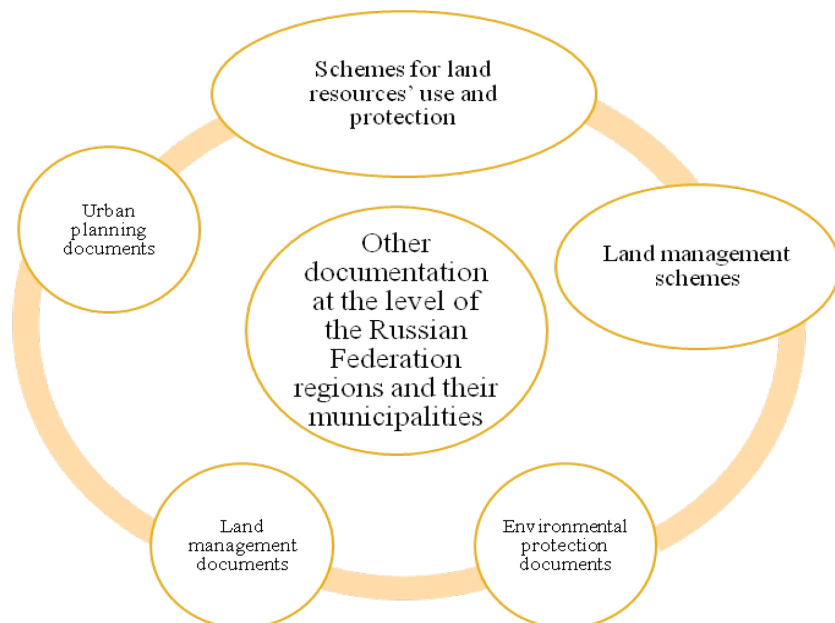 Schemes for land
resources’ use and
protection
Urban
planning
documents
Land management
schemes
Other
documentation
at the level of
the Russian
Federation
regions and their
municipalities
Land
management
documents
Environmental
protection
documents